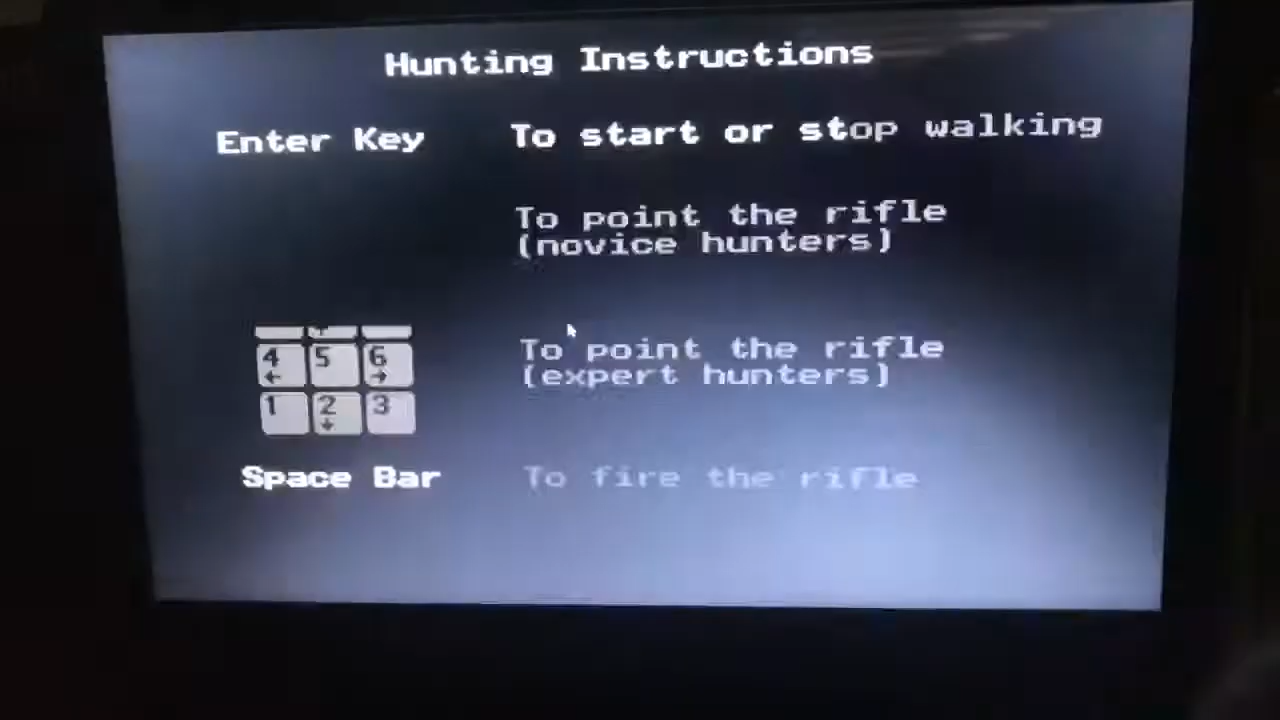 Hunting Instructions
Enter Key To start or stop walking
To point the rifle
(novice hunters)
To point the rifle
(expert hunters)
4 5 6
1 2 3
Space Bar To fire the rifle